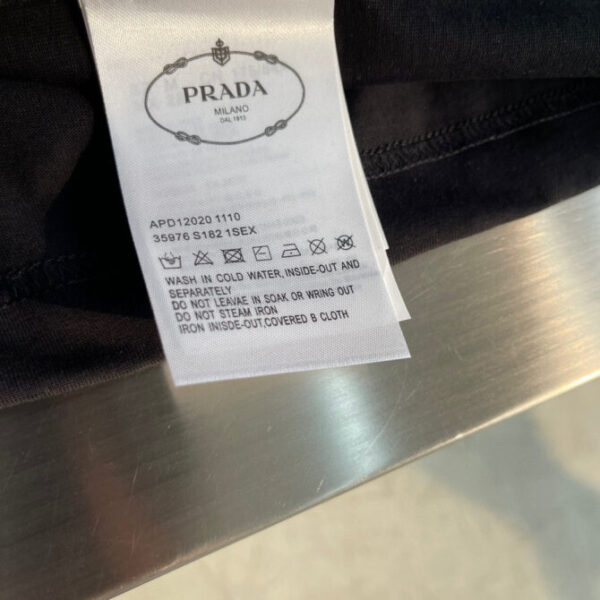 PRADA
MILANO
DAL 1913
APD12020 1110
35976 S182 1SEX
WASH IN COLD WATER, INSIDE-OUT AND
SEPARATELY
DO NOT LEAVAE IN SOAK OR WRING OUT
DO NOT STEAM IRON
IRON INISDE-OUT,COVERED B CLOTH